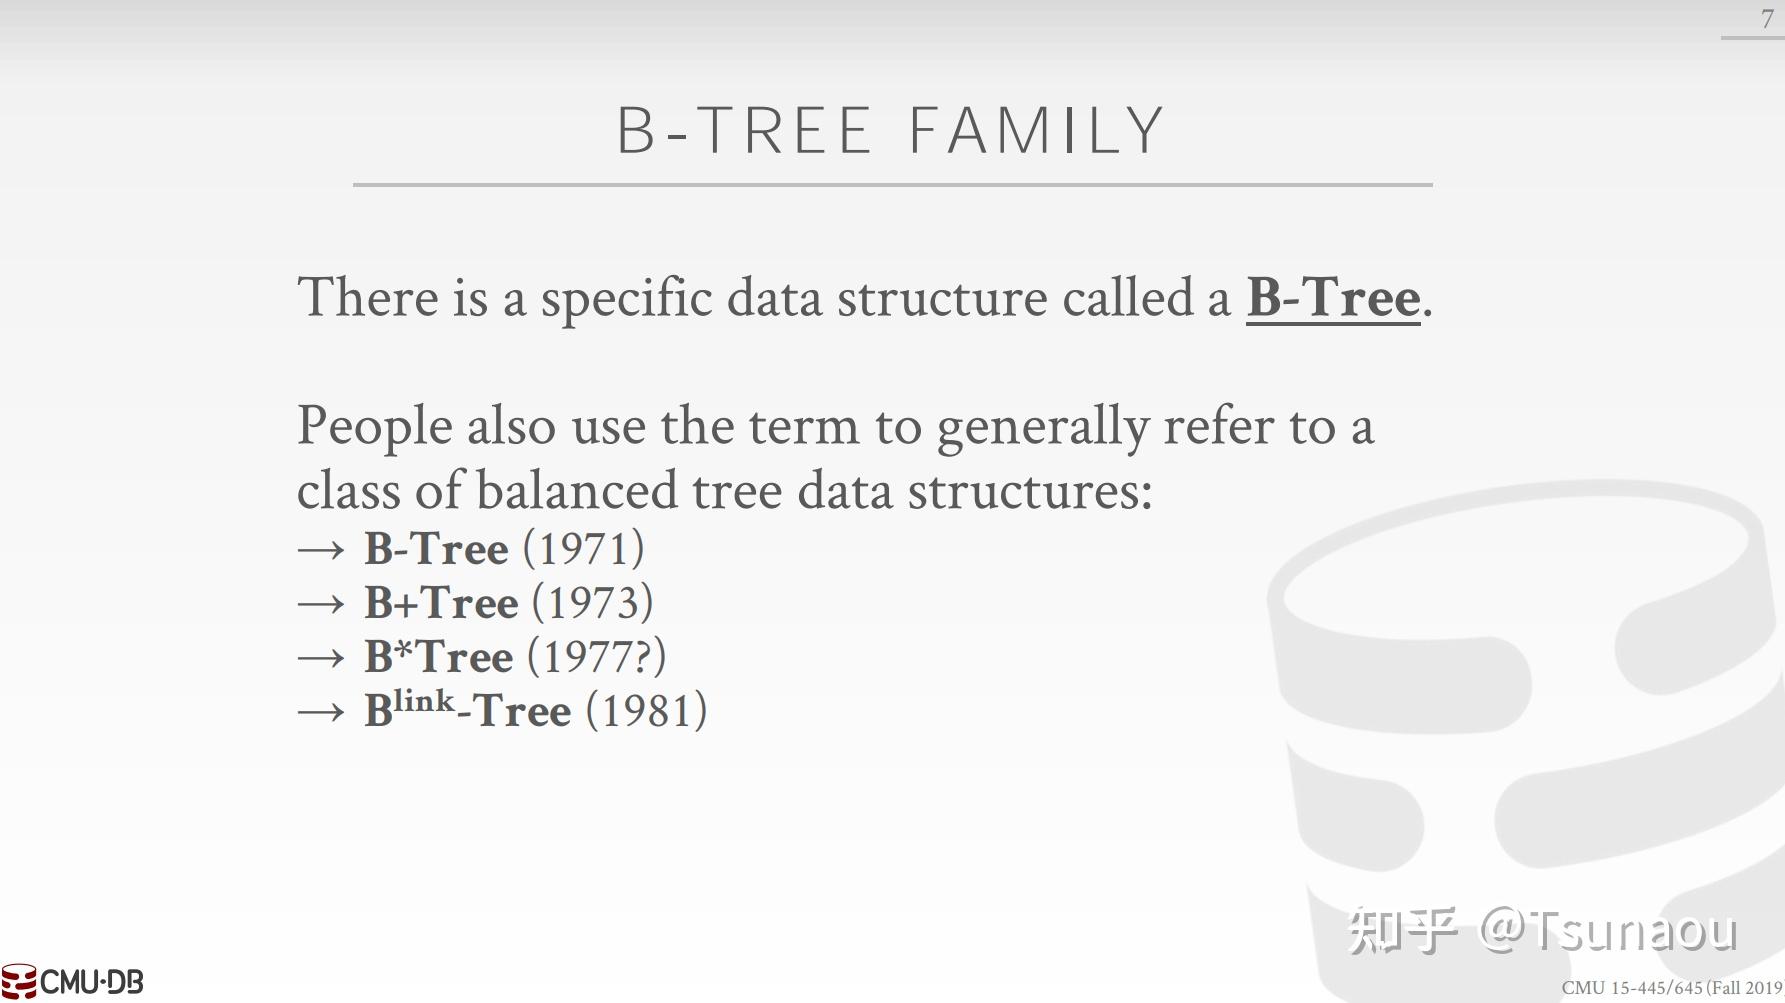 7
B-TREE FAMILY
There is a specific data structure called a B-Tree.
People also use the term to generally refer to a
class of balanced tree data structures:
→ B-Tree (1971)
→ B+Tree (1973)
→ B*Tree (1977?)
→ Blink-Tree (1981)
知乎 @Tsunaou
CMU·DB
CMU 15-445/645 (Fall 2019